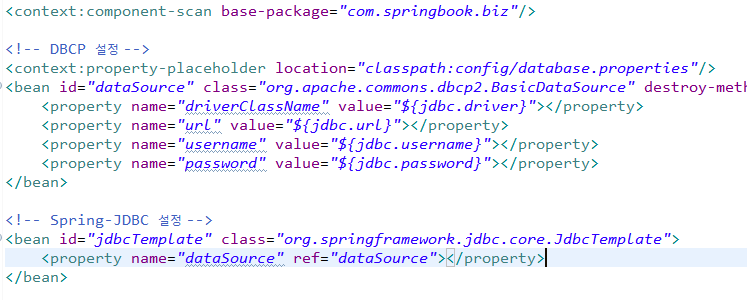 <context:component-scan base-package="com.springbook.biz"/>
<!-- DBCP 설정 -->
<context:property-placeholder location="classpath:config/database.properties"/>
<bean id="dataSource" class="org.apache.commons.dbcp2.BasicDataSource" destroy-meth
<property name="driverClassName" value="${jdbc.driver}"></property>
<property name="url" value="${jdbc.url}"></property>
<property name="username" value="${jdbc.username}"></property>
<property name="password" value="${jdbc.password}"></property>
</bean>
<!-- Spring-JDBC 설정 -->
<bean id="jdbcTemplate" class="org.springframework.jdbc.core.JdbcTemplate">
<property name="dataSource" ref="dataSource"></property>
</bean>